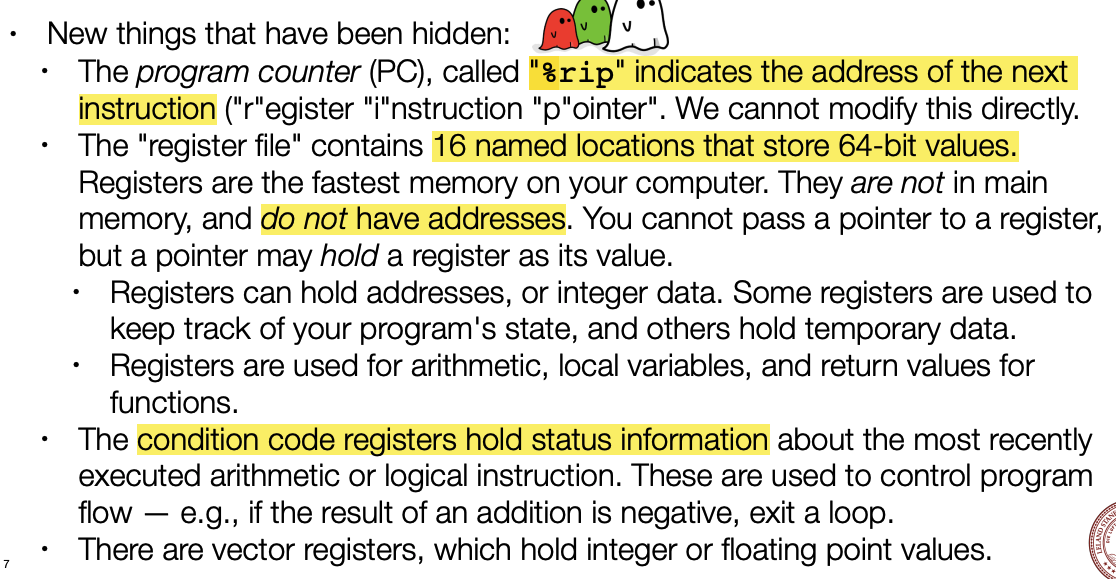 • New things that have been hidden:
• The program counter (PC), called "%rip" indicates the address of the next
instruction ("r"egister "i"nstruction "p"ointer". We cannot modify this directly.
• The "register file" contains 16 named locations that store 64-bit values.
Registers are the fastest memory on your computer. They are not in main
memory, and do not have addresses. You cannot pass a pointer to a register,
but a pointer may hold a register as its value.
• Registers can hold addresses, or integer data. Some registers are used to
keep track of your program's state, and others hold temporary data.
• Registers are used for arithmetic, local variables, and return values for
functions.
• The condition code registers hold status information about the most recently
executed arithmetic or logical instruction. These are used to control program
flow — e.g., if the result of an addition is negative, exit a loop.
• There are vector registers, which hold integer or floating point values.
7